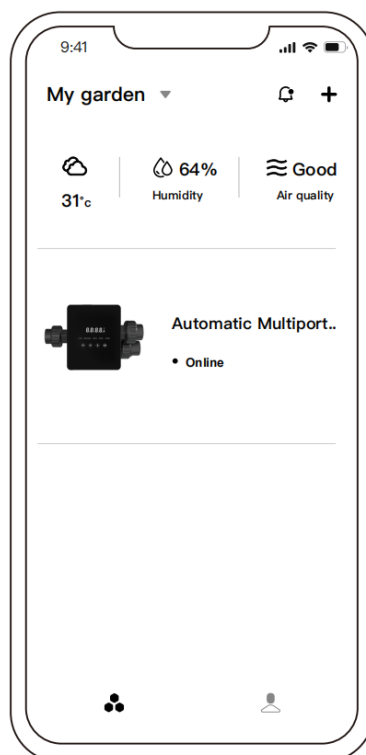 9:41
My garden
31°c
64%
Humidity
Good
Air quality
Automatic Multiport..
• Online